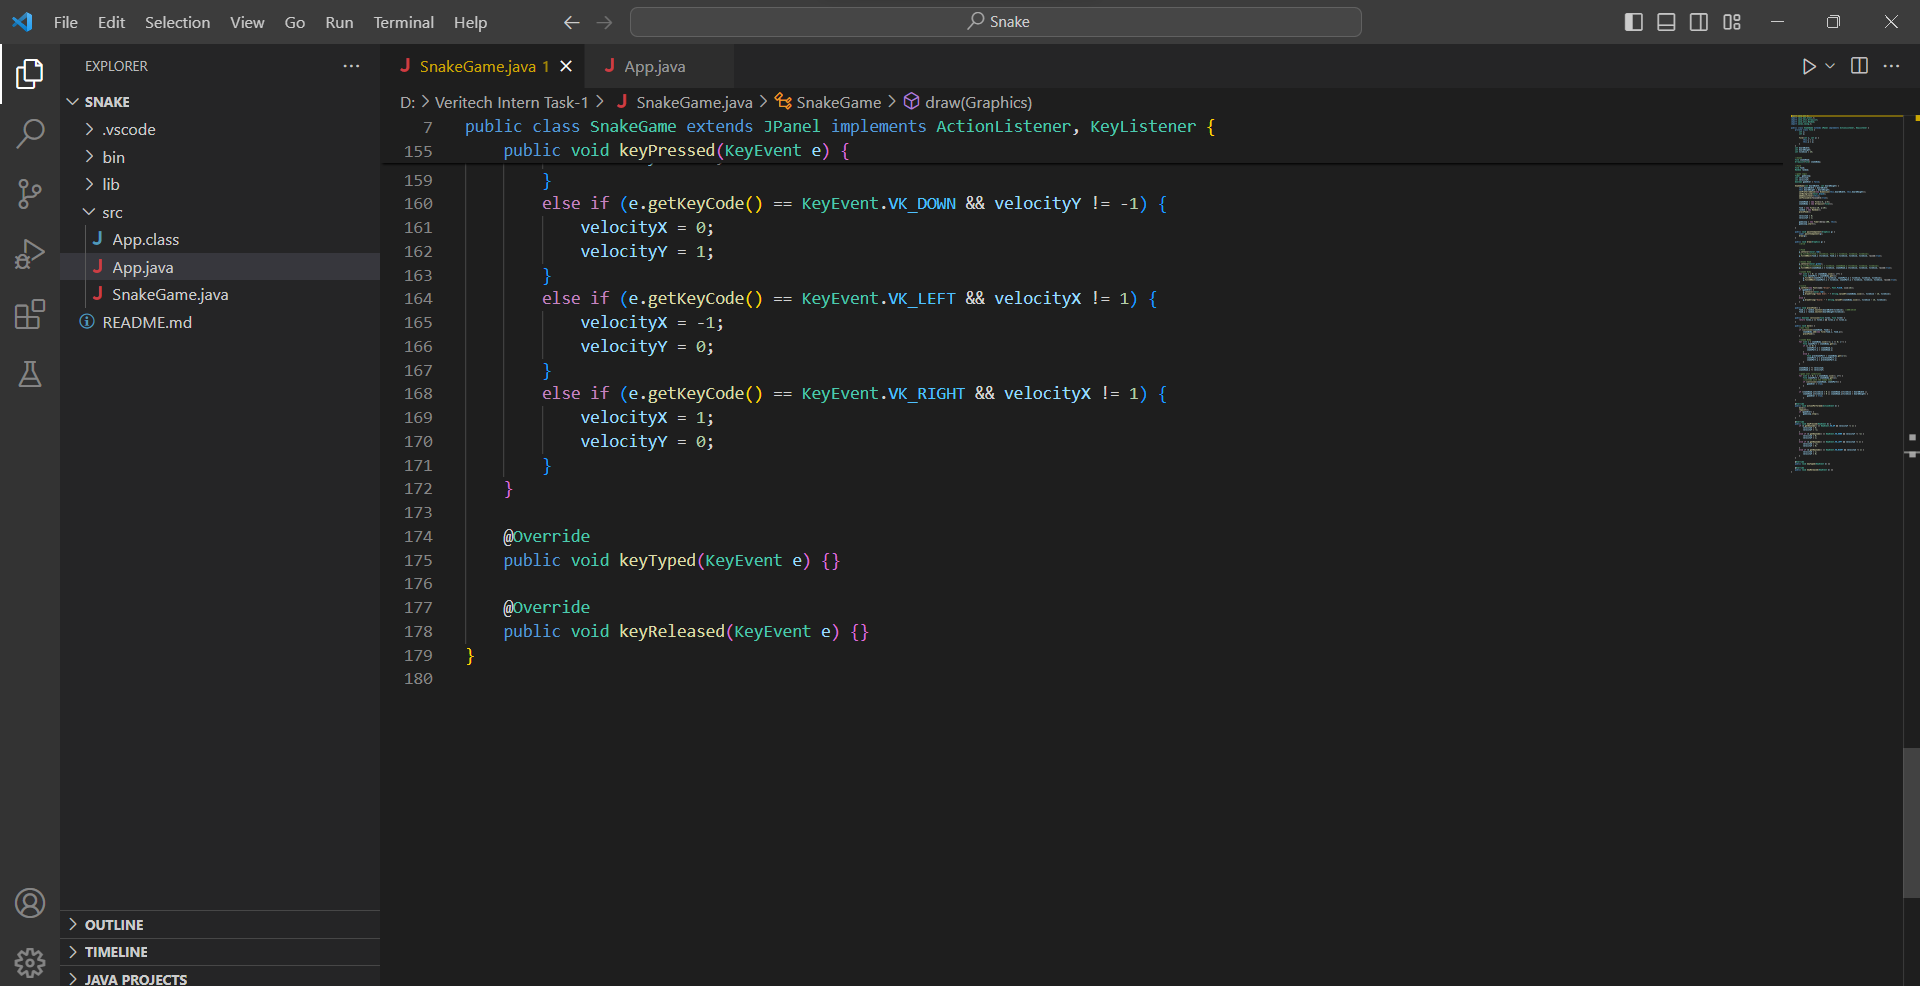 File Edit Selection View Go Run Terminal Help
Snake
EXPLORER
SNAKE
.vscode
bin
lib
src
App.class
App.java
SnakeGame.java
README.md
OUTLINE
TIMELINE
JAVA PROJECTS
SnakeGame.java 1
App.java
D: > Veritech Intern Task-1 > SnakeGame.java > SnakeGame > draw(Graphics)
7 public class SnakeGame extends JPanel implements ActionListener, KeyListener {
155 public void keyPressed(KeyEvent e) {
159 }
160 else if (e.getKeyCode() == KeyEvent.VK_DOWN && velocityY != -1) {
161 velocityX = 0;
162 velocityY = 1;
163 }
164 else if (e.getKeyCode() == KeyEvent.VK_LEFT && velocityX != 1) {
165 velocityX = -1;
166 velocityY = 0;
167 }
168 else if (e.getKeyCode() == KeyEvent.VK_RIGHT && velocityX != 1) {
169 velocityX = 1;
170 velocityY = 0;
171 }
172 }
173
174 @Override
175 public void keyTyped(KeyEvent e) {}
176
177 @Override
178 public void keyReleased(KeyEvent e) {}
179 }
180